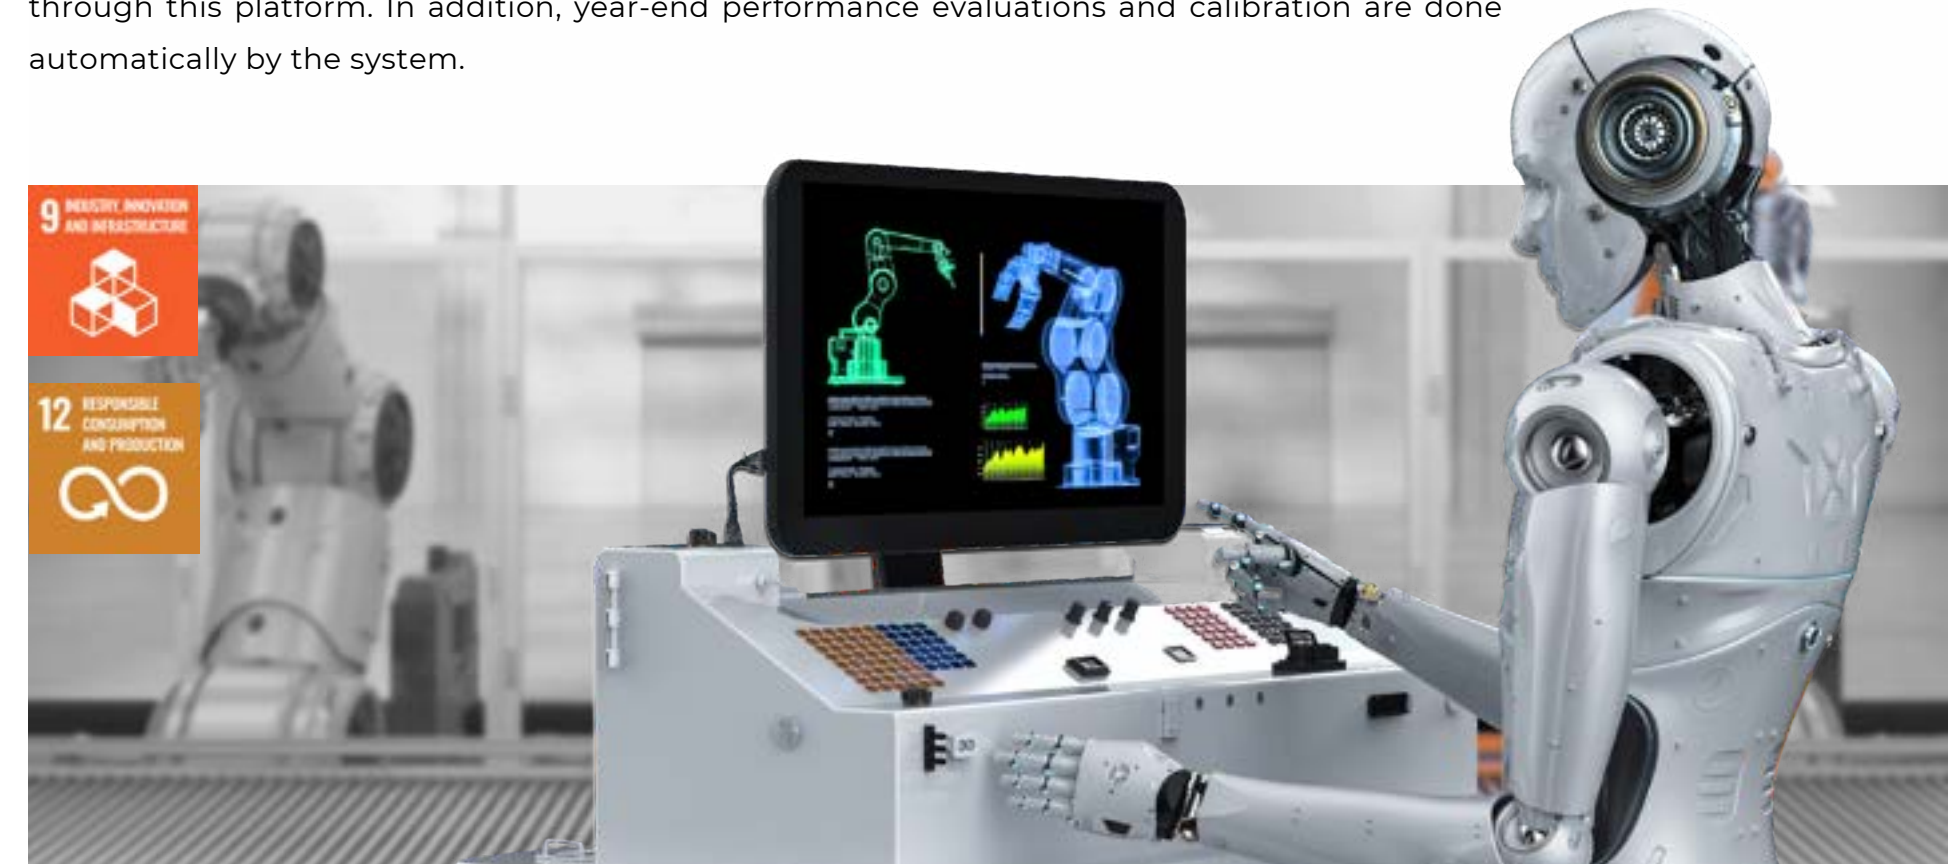 through this platform. In addition, year-end performance evaluations and calibration are done
automatically by the system.
9 INDUSTRY, INNOVATION
AND INFRASTRUCTURE
12 RESPONSIBLE
CONSUMPTION
AND PRODUCTION
30